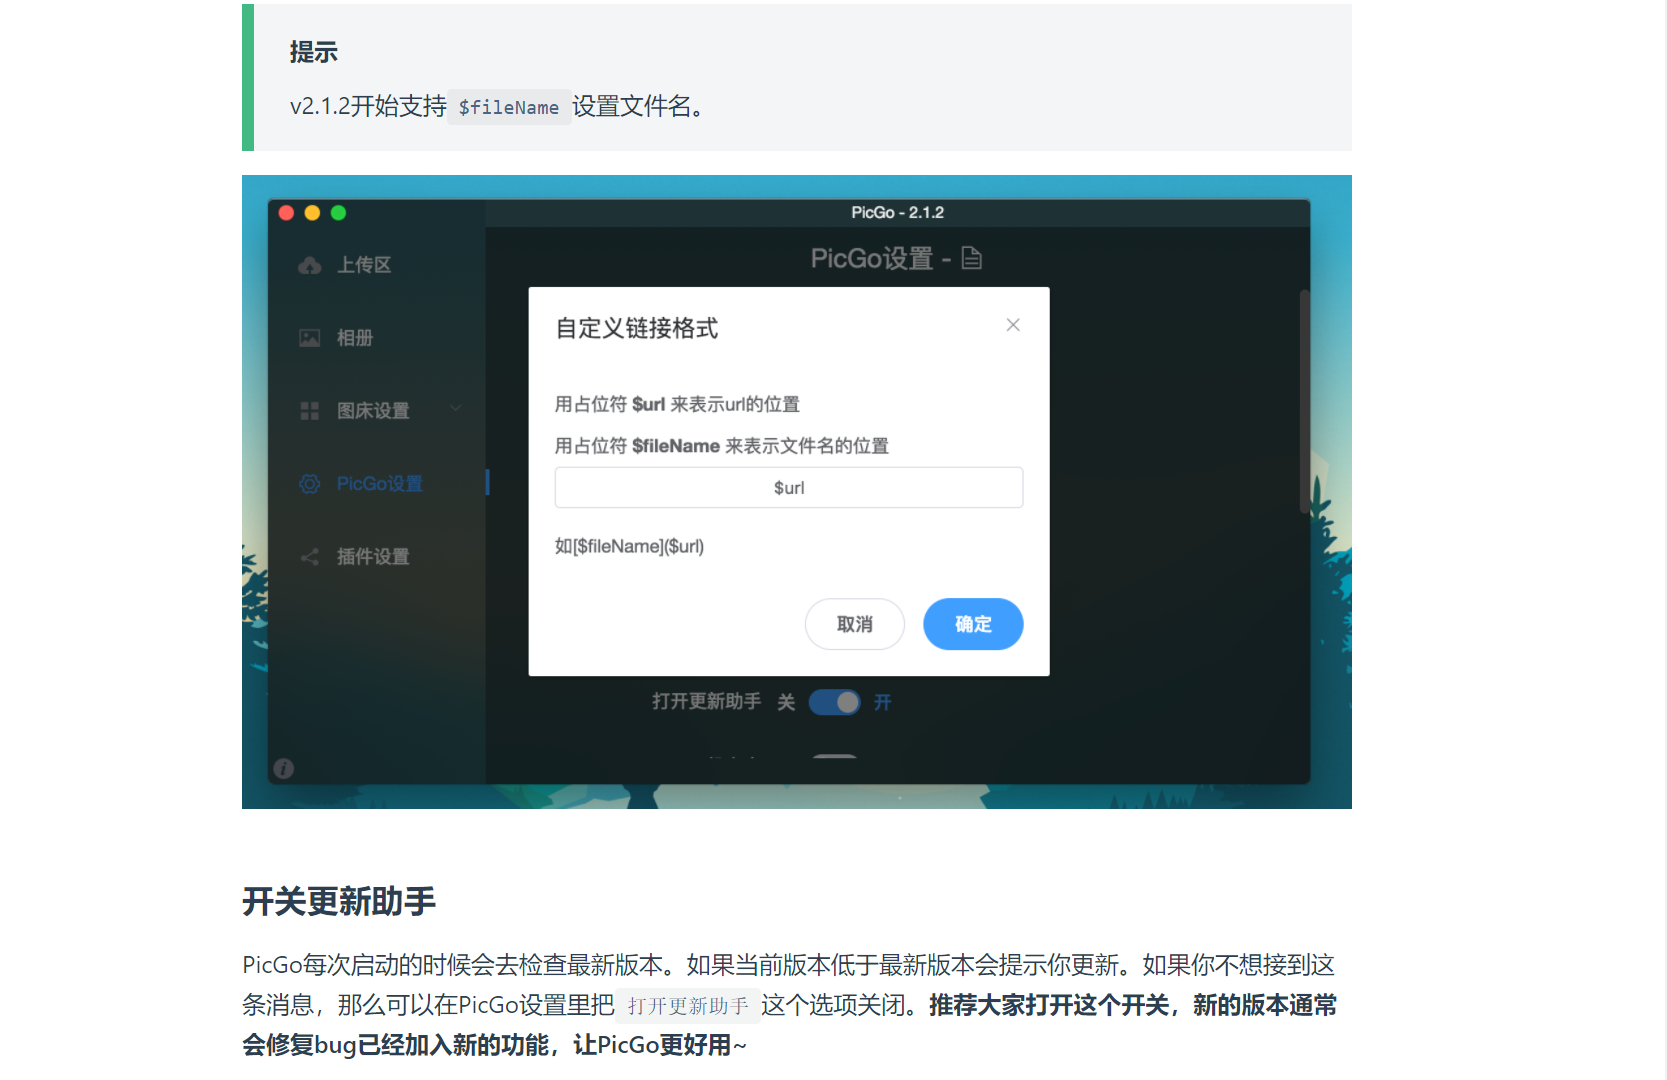 提示
v2.1.2开始支持 $fileName 设置文件名。
PicGo - 2.1.2
上传区
PicGo设置 -
相册
图床设置
PicGo设置
插件设置
自定义链接格式
用占位符 $url 来表示url的位置
用占位符 $fileName 来表示文件名的位置
$url
如[$fileName]($url)
取消 确定
打开更新助手 关 开
开关更新助手
PicGo每次启动的时候会去检查最新版本。如果当前版本低于最新版本会提示你更新。如果你不想接到这
条消息，那么可以在PicGo设置里把 打开更新助手 这个选项关闭。推荐大家打开这个开关，新的版本通常
会修复bug已经加入新的功能，让PicGo更好用~